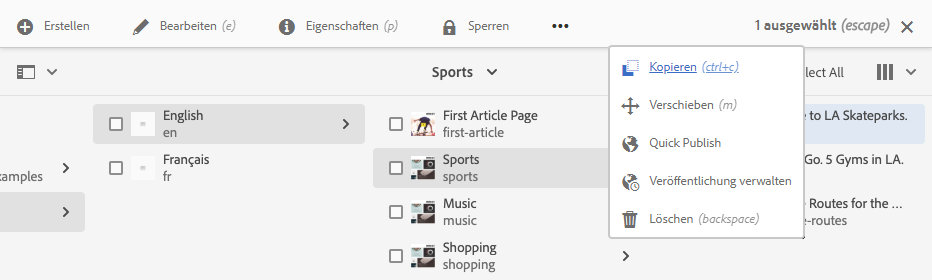 Erstellen Bearbeiten (e) Eigenschaften (p) Sperren 1 ausgewählt (escape)
Sports
lect All
Kopieren (ctrl+c)
Verschieben (m)
Quick Publish
Veröffentlichung verwalten
Löschen (backspace)
xamples
English
en
Français
fr
First Article Page
first-article
Sports
sports
Music
music
Shopping
shopping
e to LA Skateparks.
Go. 5 Gyms in LA.
e Routes for the ...
e-routes